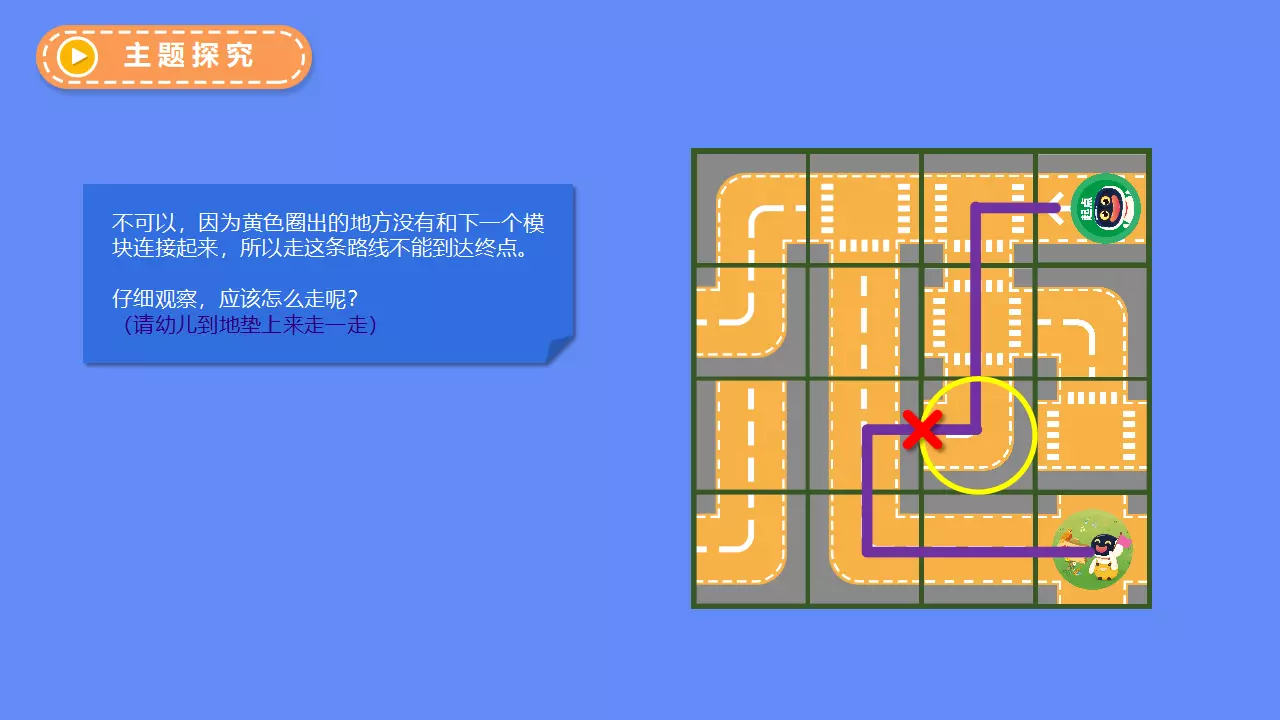 主题探究
不可以，因为黄色圈出的地方没有和下一个模
块连接起来，所以走这条路线不能到达终点。
仔细观察，应该怎么走呢？
（请幼儿到地垫上来走一走）
起点